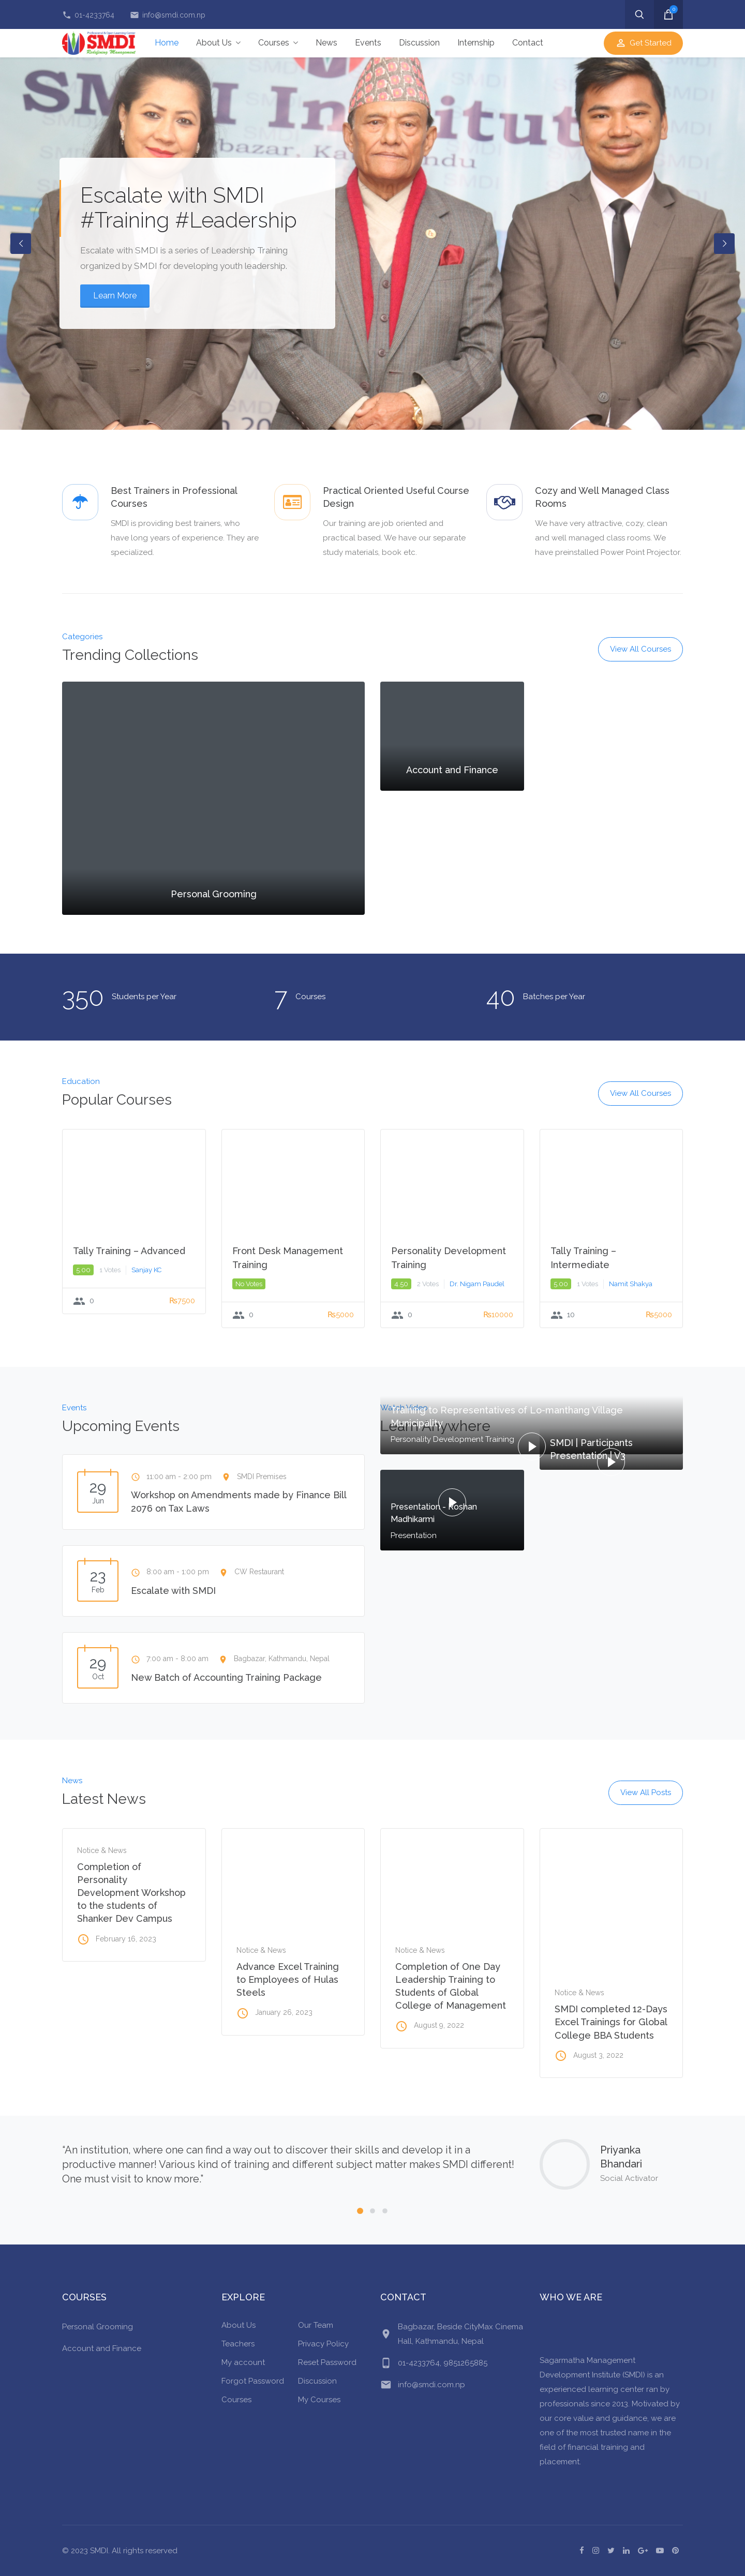 01-4233764
info@smdi.com.np
0
SMDI
Home
About Us
Courses
News
Events
Discussion
Internship
Contact
Get Started
Escalate with SMDI
#Training #Leadership
Escalate with SMDI is a series of Leadership Training
organized by SMDI for developing youth leadership.
Learn More
Best Trainers in Professional
Courses
SMDI is providing best trainers, who
have long years of experience. They are
specialized.
Practical Oriented Useful Course
Design
Our training are job oriented and
practical based. We have our separate
study materials, book etc.
Cozy and Well Managed Class
Rooms
We have very attractive, cozy, clean
and well managed class rooms. We
have preinstalled Power Point Projector.
Categories
Trending Collections
View All Courses
Personal Grooming
Account and Finance
350 Students per Year
7 Courses
40 Batches per Year
Education
Popular Courses
View All Courses
Tally Training – Advanced
5.00 1 Votes Sanjay KC
0 ₨7500
Front Desk Management
Training
No Votes
0 ₨5000
Personality Development
Training
4.50 2 Votes Dr. Nigam Paudel
0 ₨10000
Tally Training –
Intermediate
5.00 1 Votes Namit Shakya
10 ₨5000
Events
Upcoming Events
29
Jun
11:00 am - 2:00 pm SMDI Premises
Workshop on Amendments made by Finance Bill
2076 on Tax Laws
23
Feb
8:00 am - 1:00 pm CW Restaurant
Escalate with SMDI
29
Oct
7:00 am - 8:00 am Bagbazar, Kathmandu, Nepal
New Batch of Accounting Training Package
Watch Video
Learn Anywhere
Training to Representatives of Lo-manthang Village
Municipality
Personality Development Training
SMDI | Participants
Presentation | V3
Presentation - Roshan
Madhikarmi
Presentation
News
Latest News
View All Posts
Notice & News
Completion of
Personality
Development Workshop
to the students of
Shanker Dev Campus
February 16, 2023
Notice & News
Advance Excel Training
to Employees of Hulas
Steels
January 26, 2023
Notice & News
Completion of One Day
Leadership Training to
Students of Global
College of Management
August 9, 2022
Notice & News
SMDI completed 12-Days
Excel Trainings for Global
College BBA Students
August 3, 2022
“An institution, where one can find a way out to discover their skills and develop it in a
productive manner! Various kind of training and different subject matter makes SMDI different!
One must visit to know more.”
Priyanka
Bhandari
Social Activator
COURSES
Personal Grooming
Account and Finance
EXPLORE
About Us
Teachers
My account
Forgot Password
Courses
Our Team
Privacy Policy
Reset Password
Discussion
My Courses
CONTACT
Bagbazar, Beside CityMax Cinema
Hall, Kathmandu, Nepal
01-4233764, 9851265885
info@smdi.com.np
WHO WE ARE
Sagarmatha Management
Development Institute (SMDI) is an
experienced learning center ran by
professionals since 2013. Motivated by
our core value and guidance, we are
one of the most trusted name in the
field of financial training and
placement.
© 2023 SMDI. All rights reserved